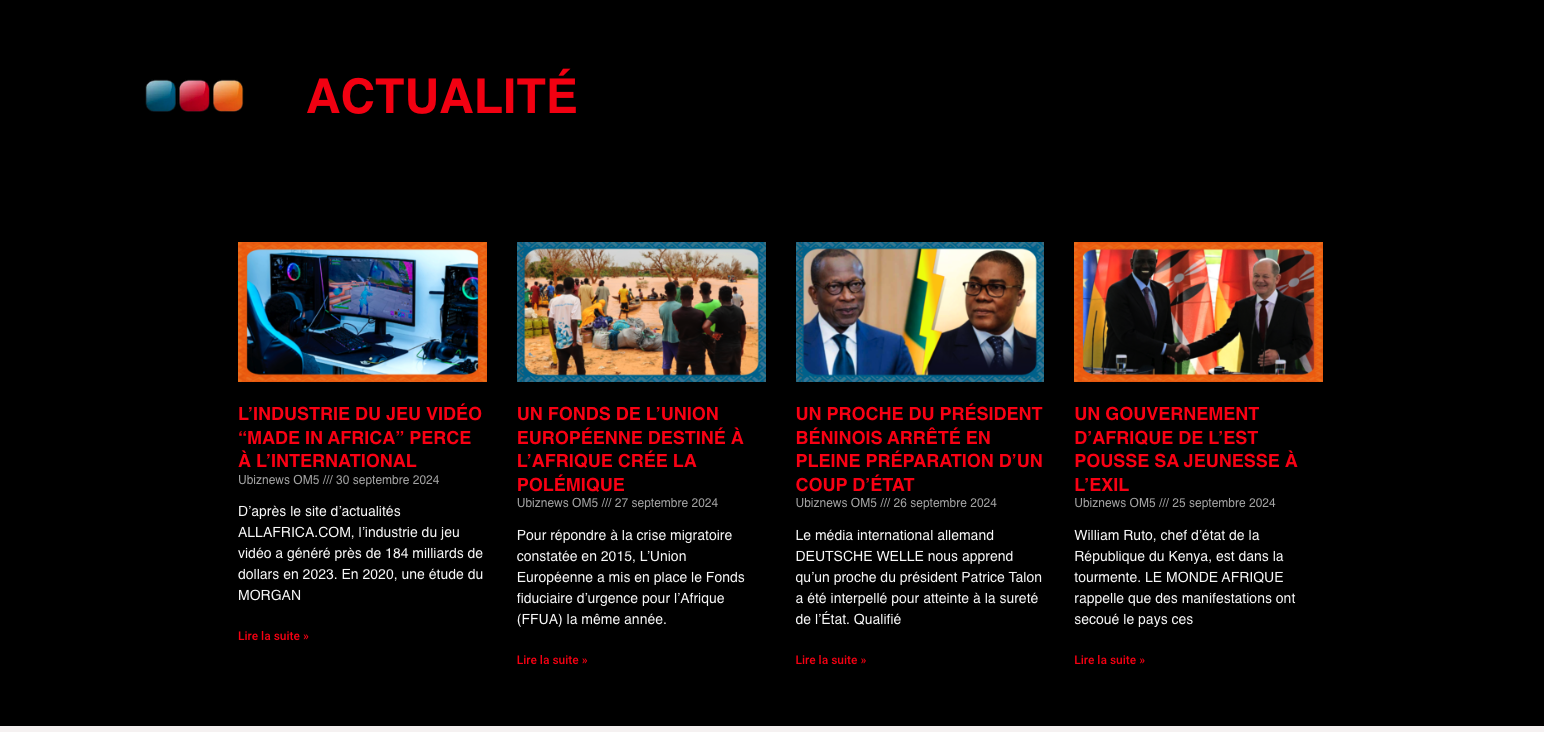 ACTUALITÉ
L’INDUSTRIE DU JEU VIDÉO
“MADE IN AFRICA” PERCE
À L’INTERNATIONAL
Ubiznews OM5 /// 30 septembre 2024
D’après le site d’actualités
ALLAFRICA.COM, l’industrie du jeu
vidéo a généré près de 184 milliards de
dollars en 2023. En 2020, une étude du
MORGAN
Lire la suite »
UN FONDS DE L’UNION
EUROPÉENNE DESTINÉ À
L’AFRIQUE CRÉE LA
POLÉMIQUE
Ubiznews OM5 /// 27 septembre 2024
Pour répondre à la crise migratoire
constatée en 2015, L’Union
Européenne a mis en place le Fonds
fiduciaire d’urgence pour l’Afrique
(FFUA) la même année.
Lire la suite »
UN PROCHE DU PRÉSIDENT
BÉNINOIS ARRÊTÉ EN
PLEINE PRÉPARATION D’UN
COUP D’ÉTAT
Ubiznews OM5 /// 26 septembre 2024
Le média international allemand
DEUTSCHE WELLE nous apprend
qu’un proche du président Patrice Talon
a été interpellé pour atteinte à la sureté
de l’État. Qualifié
Lire la suite »
UN GOUVERNEMENT
D’AFRIQUE DE L’EST
POUSSE SA JEUNESSE À
L’EXIL
Ubiznews OM5 /// 25 septembre 2024
William Ruto, chef d’état de la
République du Kenya, est dans la
tourmente. LE MONDE AFRIQUE
rappelle que des manifestations ont
secoué le pays ces
Lire la suite »